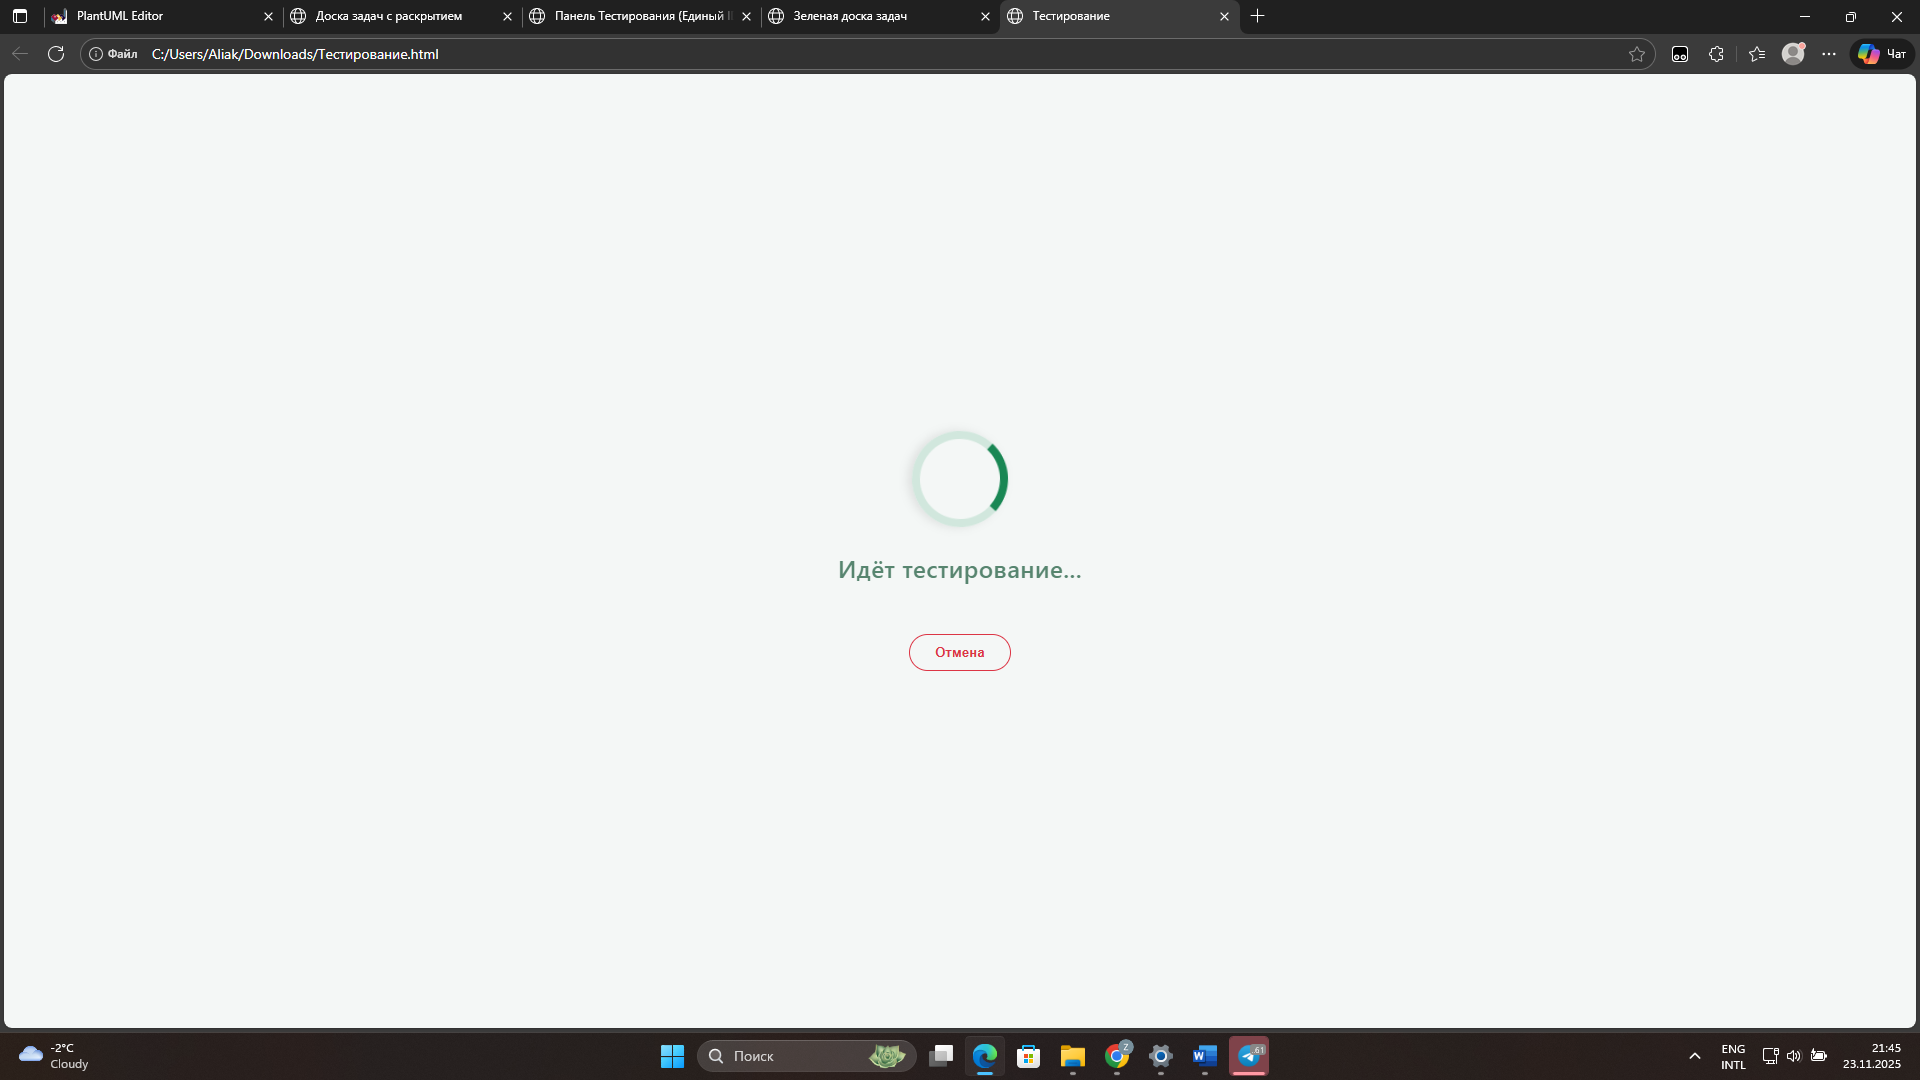 PlantUML Editor
Доска задач с раскрытием
Панель Тестирования (Единый
Зеленая доска задач
Тестирование
Файл
C:/Users/Aliak/Downloads/Тестирование.html
Чат
Идёт тестирование...
Отмена
-2°C
Cloudy
Поиск
Z
W
61
ENG
INTL
21:45
23.11.2025